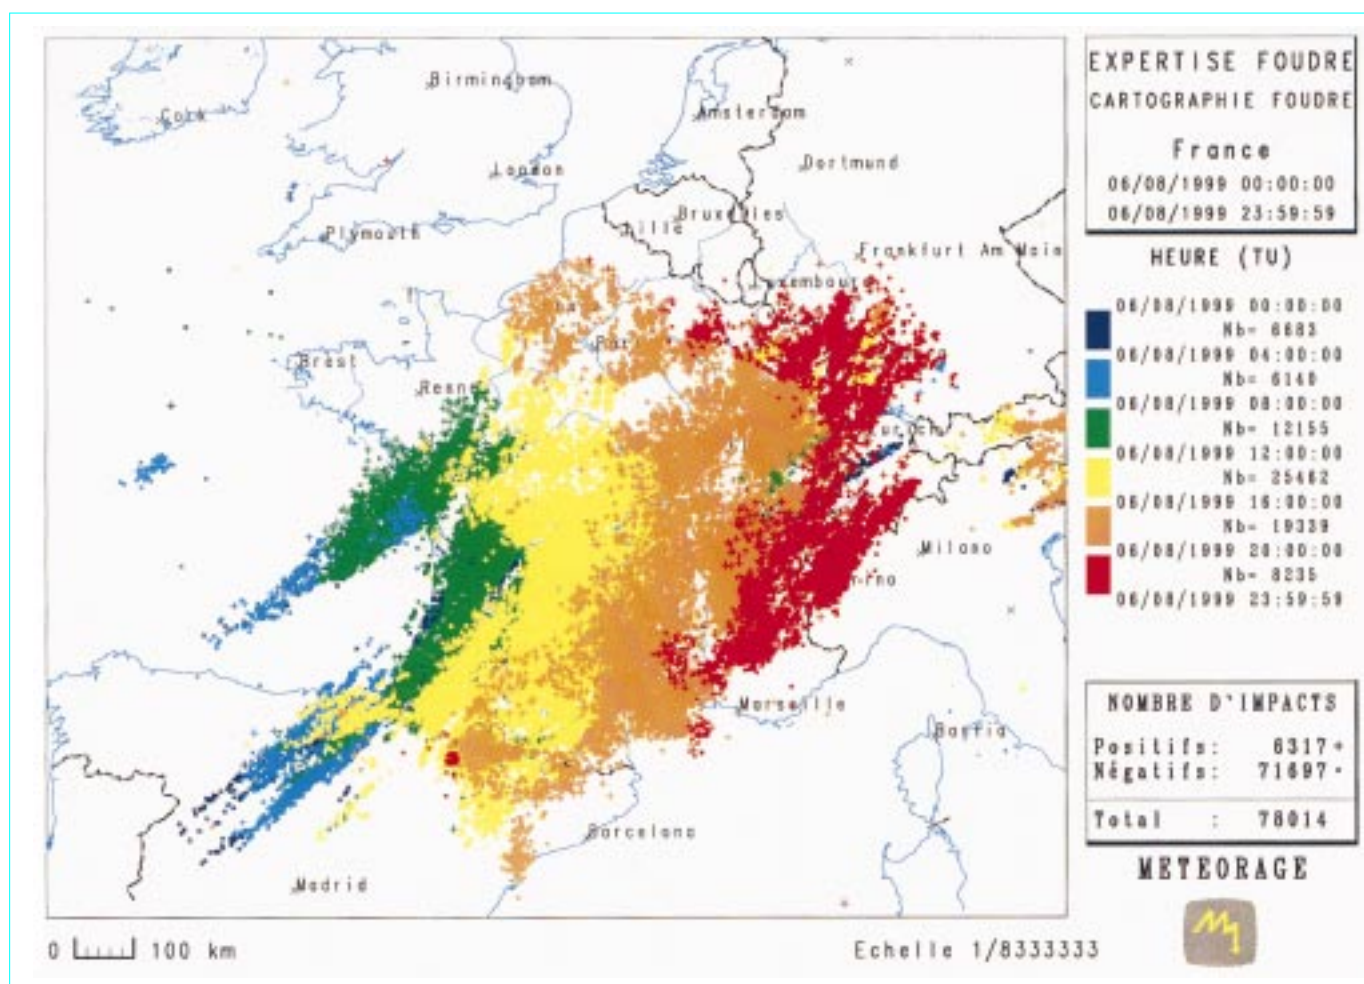 EXPERTISE FOUDRE
CARTOGRAPHIE FOUDRE
France
06/08/1999 00:00:00
06/08/1999 23:59:59
HEURE (TU)
06/08/1999 00:00:00
Nb= 6683
06/08/1999 04:00:00
Nb= 6140
06/08/1999 08:00:00
Nb= 12155
06/08/1999 12:00:00
Nb= 25462
06/08/1999 16:00:00
Nb= 19339
06/08/1999 20:00:00
Nb= 8235
06/08/1999 23:59:59
NOMBRE D'IMPACTS
Positifs: 6317+
Négatifs: 71697-
Total : 78014
METEORAGE
Birmingham
Cork
Amsterdam
London
Dortmund
Bruxelles
Lille
Plymouth
Frankfurt Am Main
Luxembourg
Brest
Milano
Marseille
Bastia
Barcelona
Madrid
0 100 km
Echelle 1/8333333